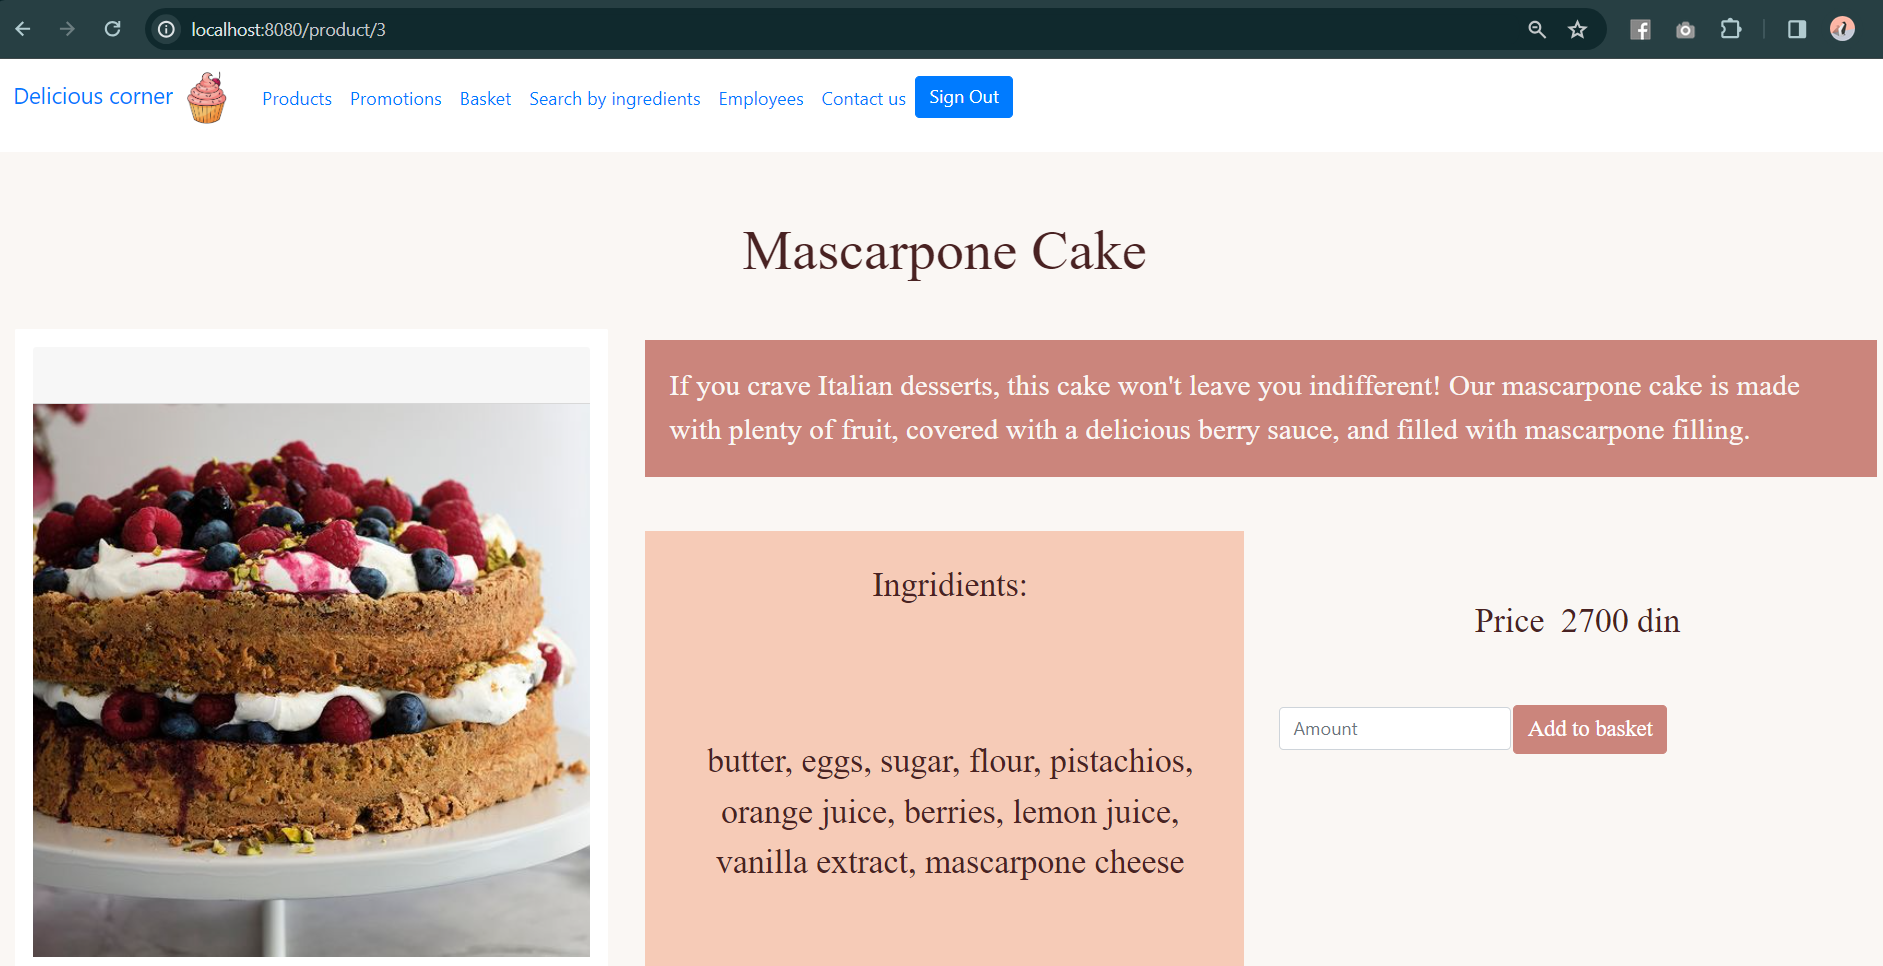 localhost:8080/product/3
Delicious corner
Products Promotions Basket Search by ingredients Employees Contact us Sign Out
Mascarpone Cake
If you crave Italian desserts, this cake won't leave you indifferent! Our mascarpone cake is made
with plenty of fruit, covered with a delicious berry sauce, and filled with mascarpone filling.
Ingridients:
butter, eggs, sugar, flour, pistachios,
orange juice, berries, lemon juice,
vanilla extract, mascarpone cheese
Price 2700 din
Amount Add to basket